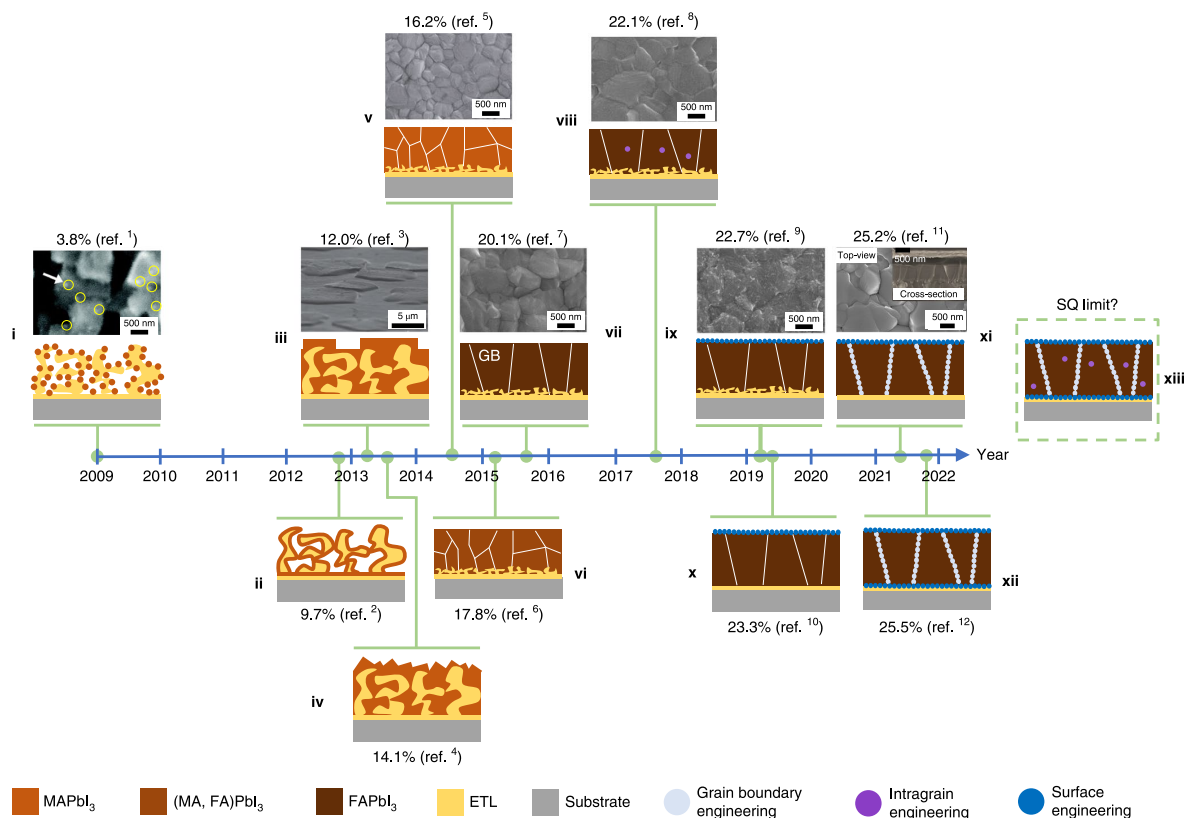 16.2% (ref. 5)
22.1% (ref. 8)
500 nm
500 nm
v
viii
3.8% (ref. 1)
12.0% (ref. 3)
20.1% (ref. 7)
22.7% (ref. 9)
25.2% (ref. 11)
Top-view
500 nm
Cross-section
500 nm
5 μm
500 nm
500 nm
500 nm
SQ limit?
i
iii
GB
vii
ix
xi
xiii
Year
2009
2010
2011
2012
2013
2014
2015
2016
2017
2018
2019
2020
2021
2022
ii
vi
x
xii
9.7% (ref. 2)
17.8% (ref. 6)
23.3% (ref. 10)
25.5% (ref. 12)
iv
14.1% (ref. 4)
MAPbI3
(MA, FA)PbI3
FAPbI3
ETL
Substrate
Grain boundary
engineering
Intragrain
engineering
Surface
engineering